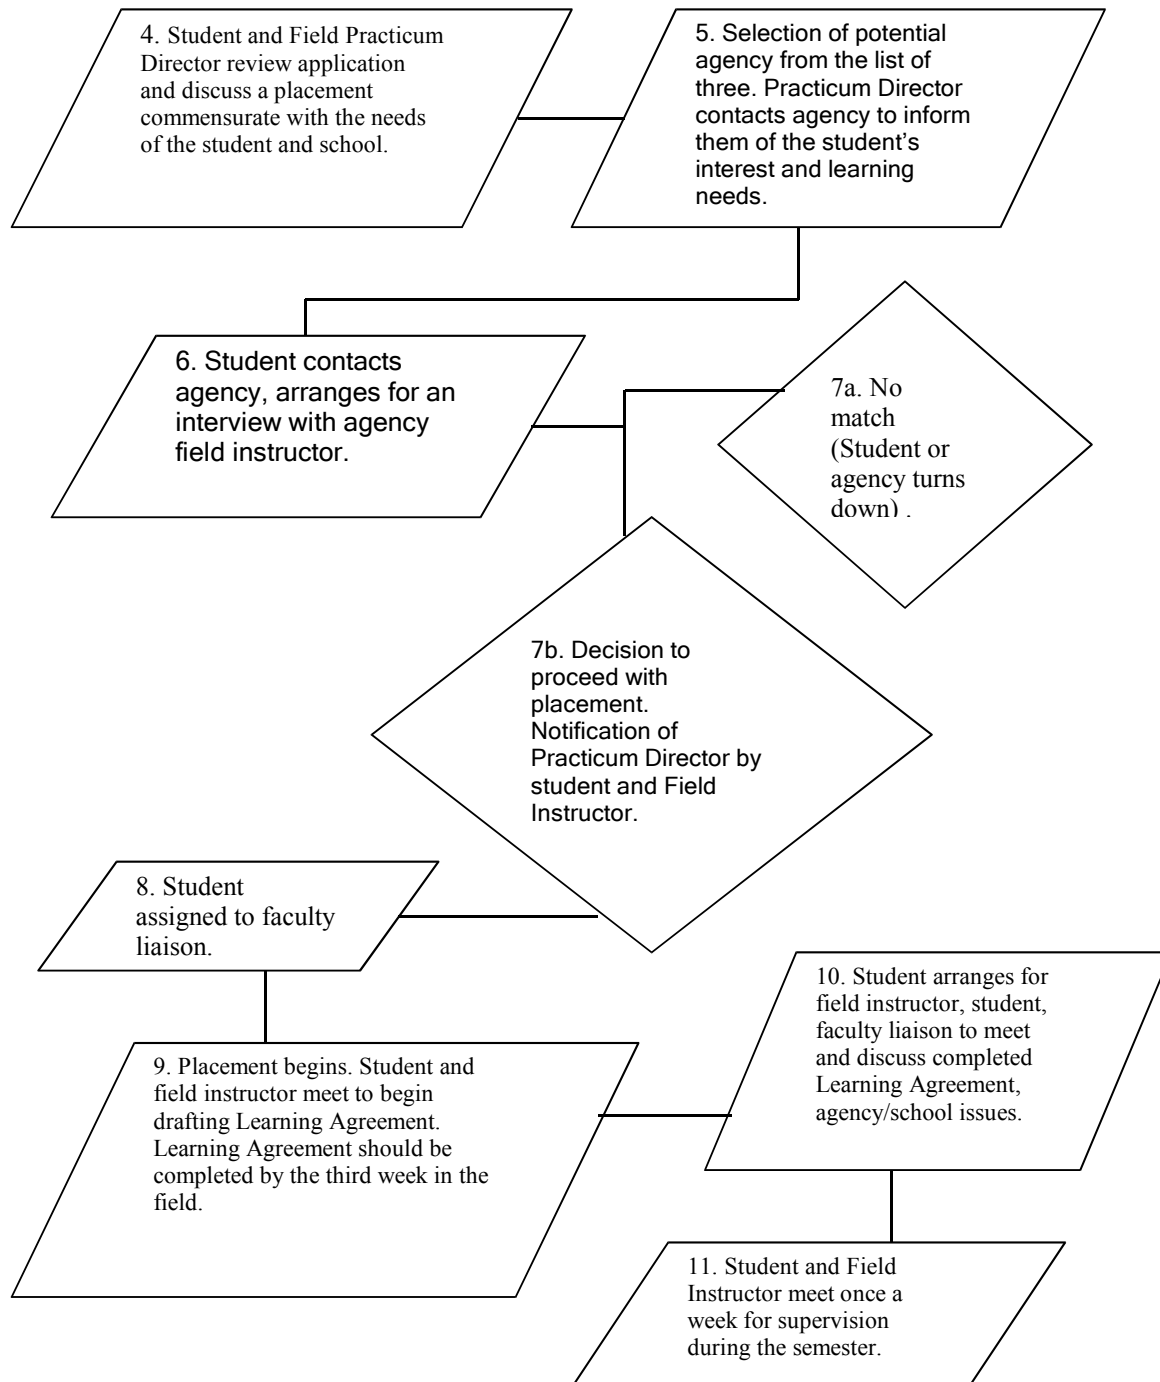 4. Student and Field Practicum
Director review application
and discuss a placement
commensurate with the needs
of the student and school.
5. Selection of potential
agency from the list of
three. Practicum Director
contacts agency to inform
them of the student’s
interest and learning
needs.
6. Student contacts
agency, arranges for an
interview with agency
field instructor.
7a. No
match
(Student or
agency turns
down) .
7b. Decision to
proceed with
placement.
Notification of
Practicum Director by
student and Field
Instructor.
8. Student
assigned to faculty
liaison.
9. Placement begins. Student and
field instructor meet to begin
drafting Learning Agreement.
Learning Agreement should be
completed by the third week in the
field.
10. Student arranges for
field instructor, student,
faculty liaison to meet
and discuss completed
Learning Agreement,
agency/school issues.
11. Student and Field
Instructor meet once a
week for supervision
during the semester.